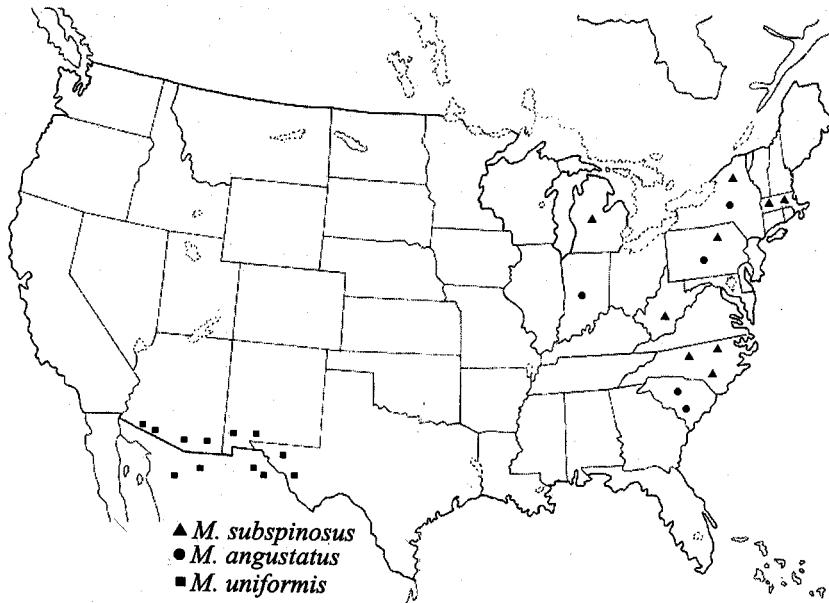 ▲ M. subspinosus
● M. angustatus
■ M. uniformis